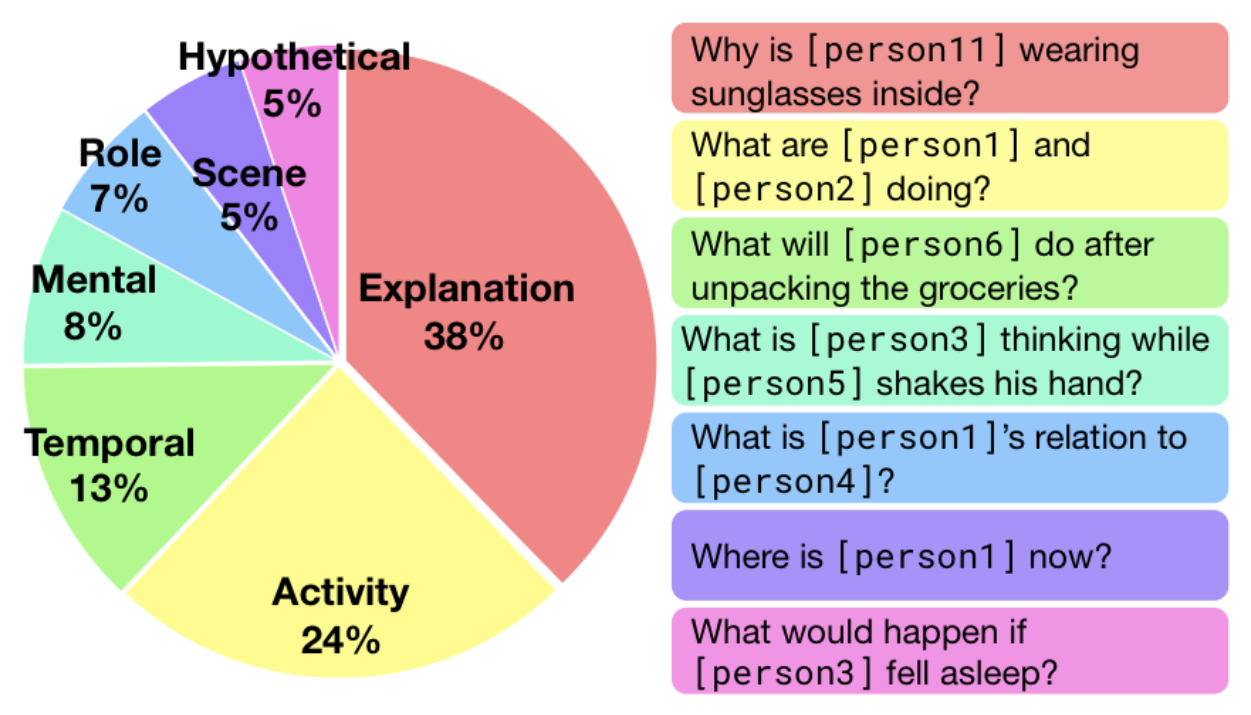 Hypothetical
5%
Role
7%
Scene
5%
Mental
8%
Explanation
38%
Temporal
13%
Activity
24%
Why is [person11] wearing
sunglasses inside?
What are [person1] and
[person2] doing?
What will [person6] do after
unpacking the groceries?
What is [person3] thinking while
[person5] shakes his hand?
What is [person1]’s relation to
[person4]?
Where is [person1] now?
What would happen if
[person3] fell asleep?